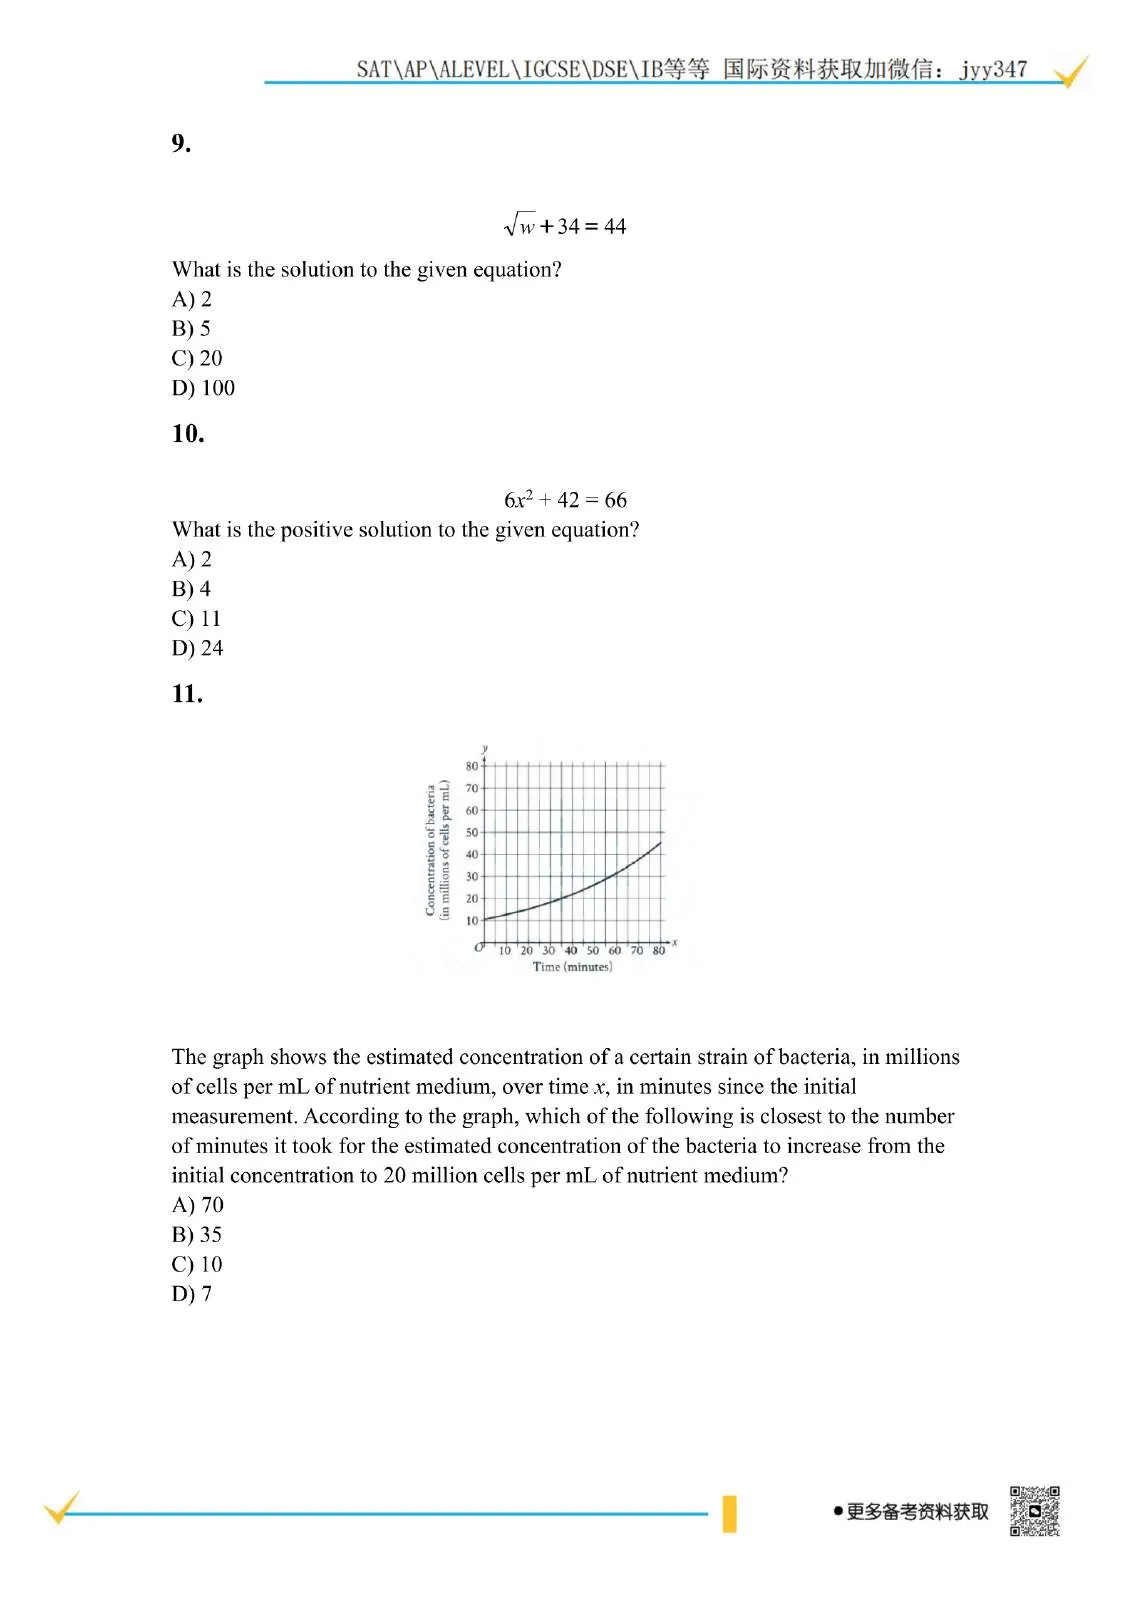 SAT\AP\ALEVEL\IGCSE\DSE\IB等等 国际资料获取加微信：jyy347
9.
√w + 34 = 44
What is the solution to the given equation?
A) 2
B) 5
C) 20
D) 100
10.
6x² + 42 = 66
What is the positive solution to the given equation?
A) 2
B) 4
C) 11
D) 24
11.
y
80
70
60
50
40
30
20
10
Concentration of bacteria
(in millions of cells per mL)
O 10 20 30 40 50 60 70 80 x
Time (minutes)
The graph shows the estimated concentration of a certain strain of bacteria, in millions
of cells per mL of nutrient medium, over time x, in minutes since the initial
measurement. According to the graph, which of the following is closest to the number
of minutes it took for the estimated concentration of the bacteria to increase from the
initial concentration to 20 million cells per mL of nutrient medium?
A) 70
B) 35
C) 10
D) 7
●更多备考资料获取